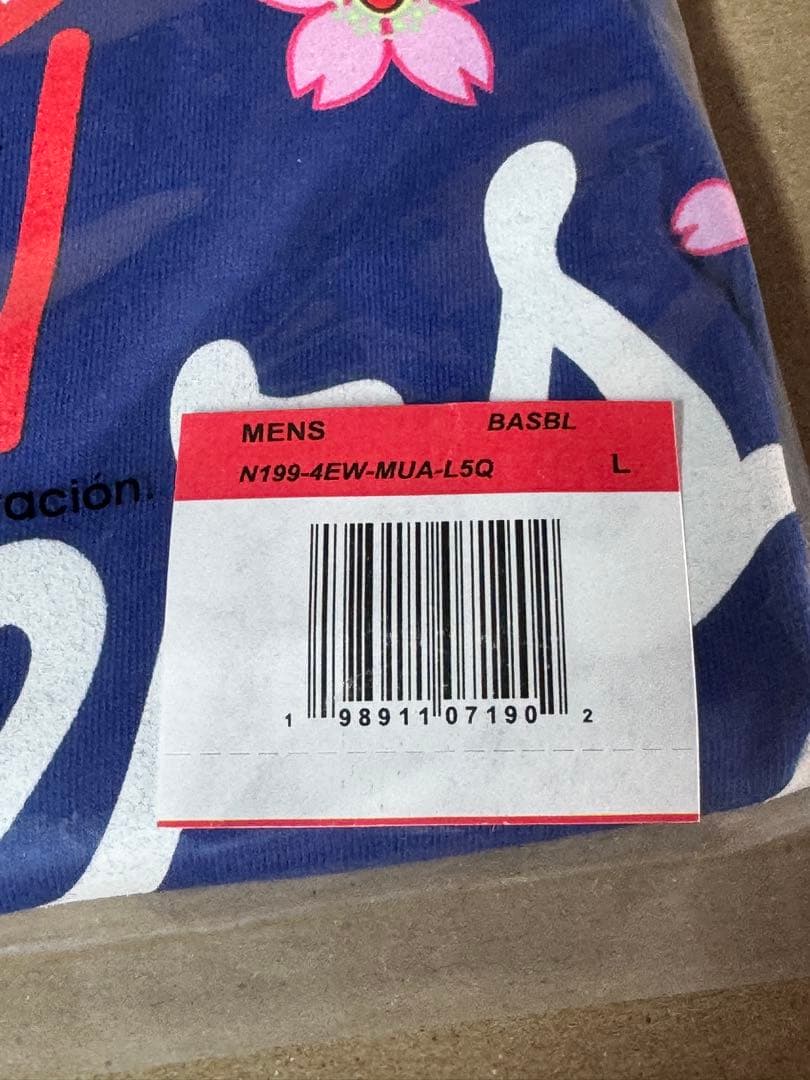 MENS BASBL
N199-4EW-MUA-L5Q L
ración.
1 98911 07190 2